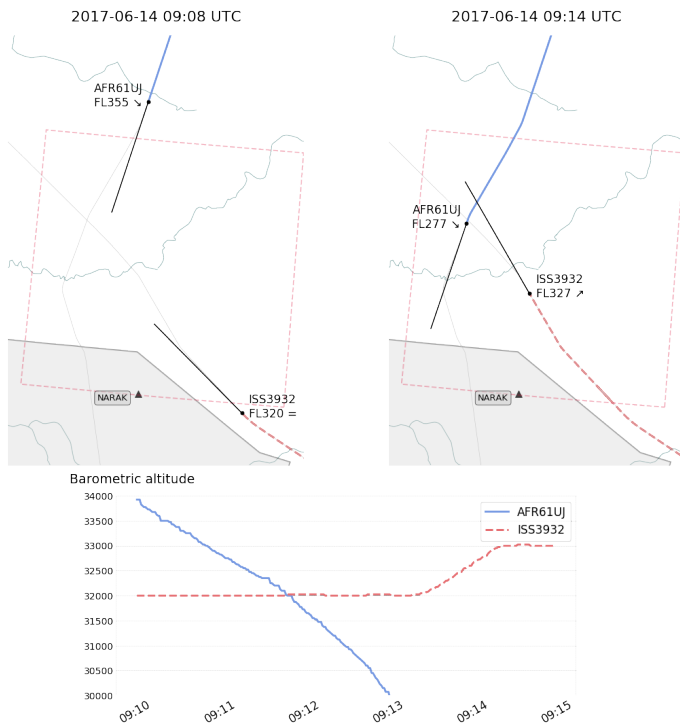 2017-06-14 09:08 UTC
AFR61UJ
FL355 ↘
ISS3932
FL320 =
NARAK
2017-06-14 09:14 UTC
AFR61UJ
FL277 ↘
ISS3932
FL327 ↗
NARAK
Barometric altitude
34000
33500
33000
32500
32000
31500
31000
30500
30000
AFR61UJ
ISS3932
09:10
09:11
09:12
09:13
09:14
09:15